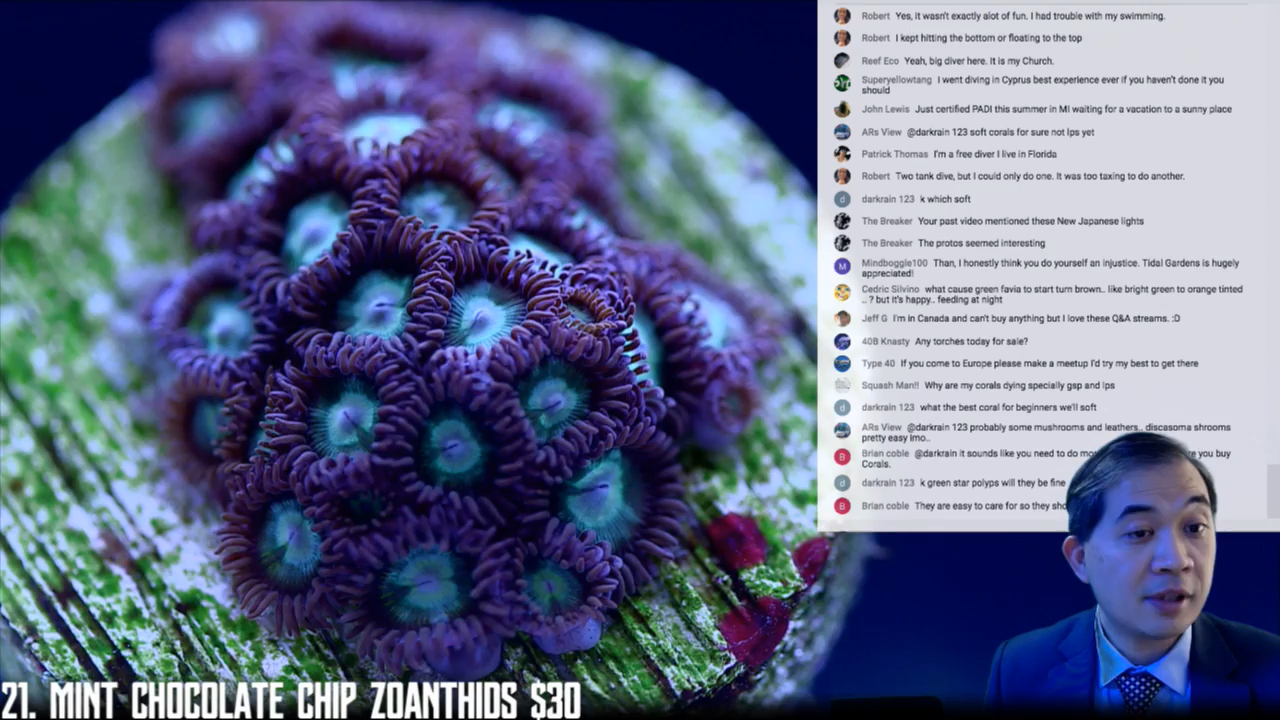 Robert Yes, it wasn't exactly alot of fun. I had trouble with my swimming.
Robert I kept hitting the bottom or floating to the top
Reef Eco Yeah, big diver here. It is my Church.
Superyellowtang I went diving in Cyprus best experience ever if you haven't done it you
should
John Lewis Just certified PADI this summer in MI waiting for a vacation to a sunny place
ARs View @darkrain 123 soft corals for sure not lps yet
Patrick Thomas I'm a free diver I live in Florida
Robert Two tank dive, but I could only do one. It was too taxing to do another.
d darkrain 123 k which soft
The Breaker Your past video mentioned these New Japanese lights
The Breaker The protos seemed interesting
M Mindboggle100 Than, I honestly think you do yourself an injustice. Tidal Gardens is hugely
appreciated!
Cedric Silvino what cause green favia to start turn brown.. like bright green to orange tinted
.. ? but it's happy.. feeding at night
Jeff G I'm in Canada and can't buy anything but I love these Q&A streams. :D
40B Knasty Any torches today for sale?
Type 40 If you come to Europe please make a meetup I'd try my best to get there
Squash Man!! Why are my corals dying specially gsp and lps
d darkrain 123 what the best coral for beginners we'll soft
ARs View @darkrain 123 probably some mushrooms and leathers.. discasoma shrooms
pretty easy imo..
B Brian coble @darkrain it sounds like you need to do you buy
Corals.
d darkrain 123 k green star polyps will they be fine
B Brian coble They are easy to care for so they
21. MINT CHOCOLATE CHIP ZOANTHIDS $30